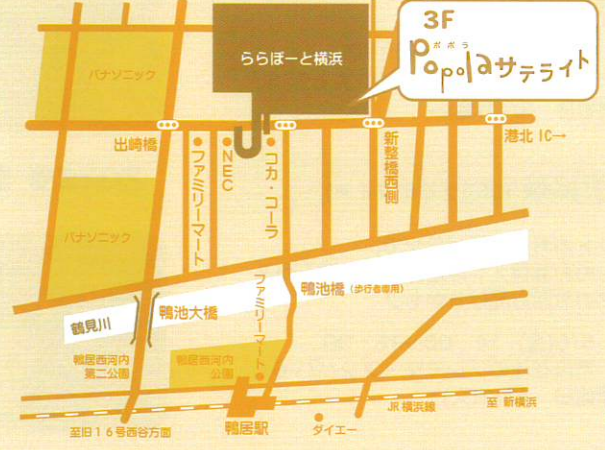 3F
ポポラ
Popolaサテライト
ららぽーと横浜
パナソニック
出崎橋
ファミリーマート
NEC
コカ・コーラ
新整橋西側
港北 IC→
パナソニック
鶴見川
鴨池大橋
鴨池橋(歩行者専用)
ファミリーマート
鴨居西河内
第二公園
鴨居西河内
公園
JR 横浜線
至 新横浜
至旧16号西谷方面
鴨居駅
ダイエー